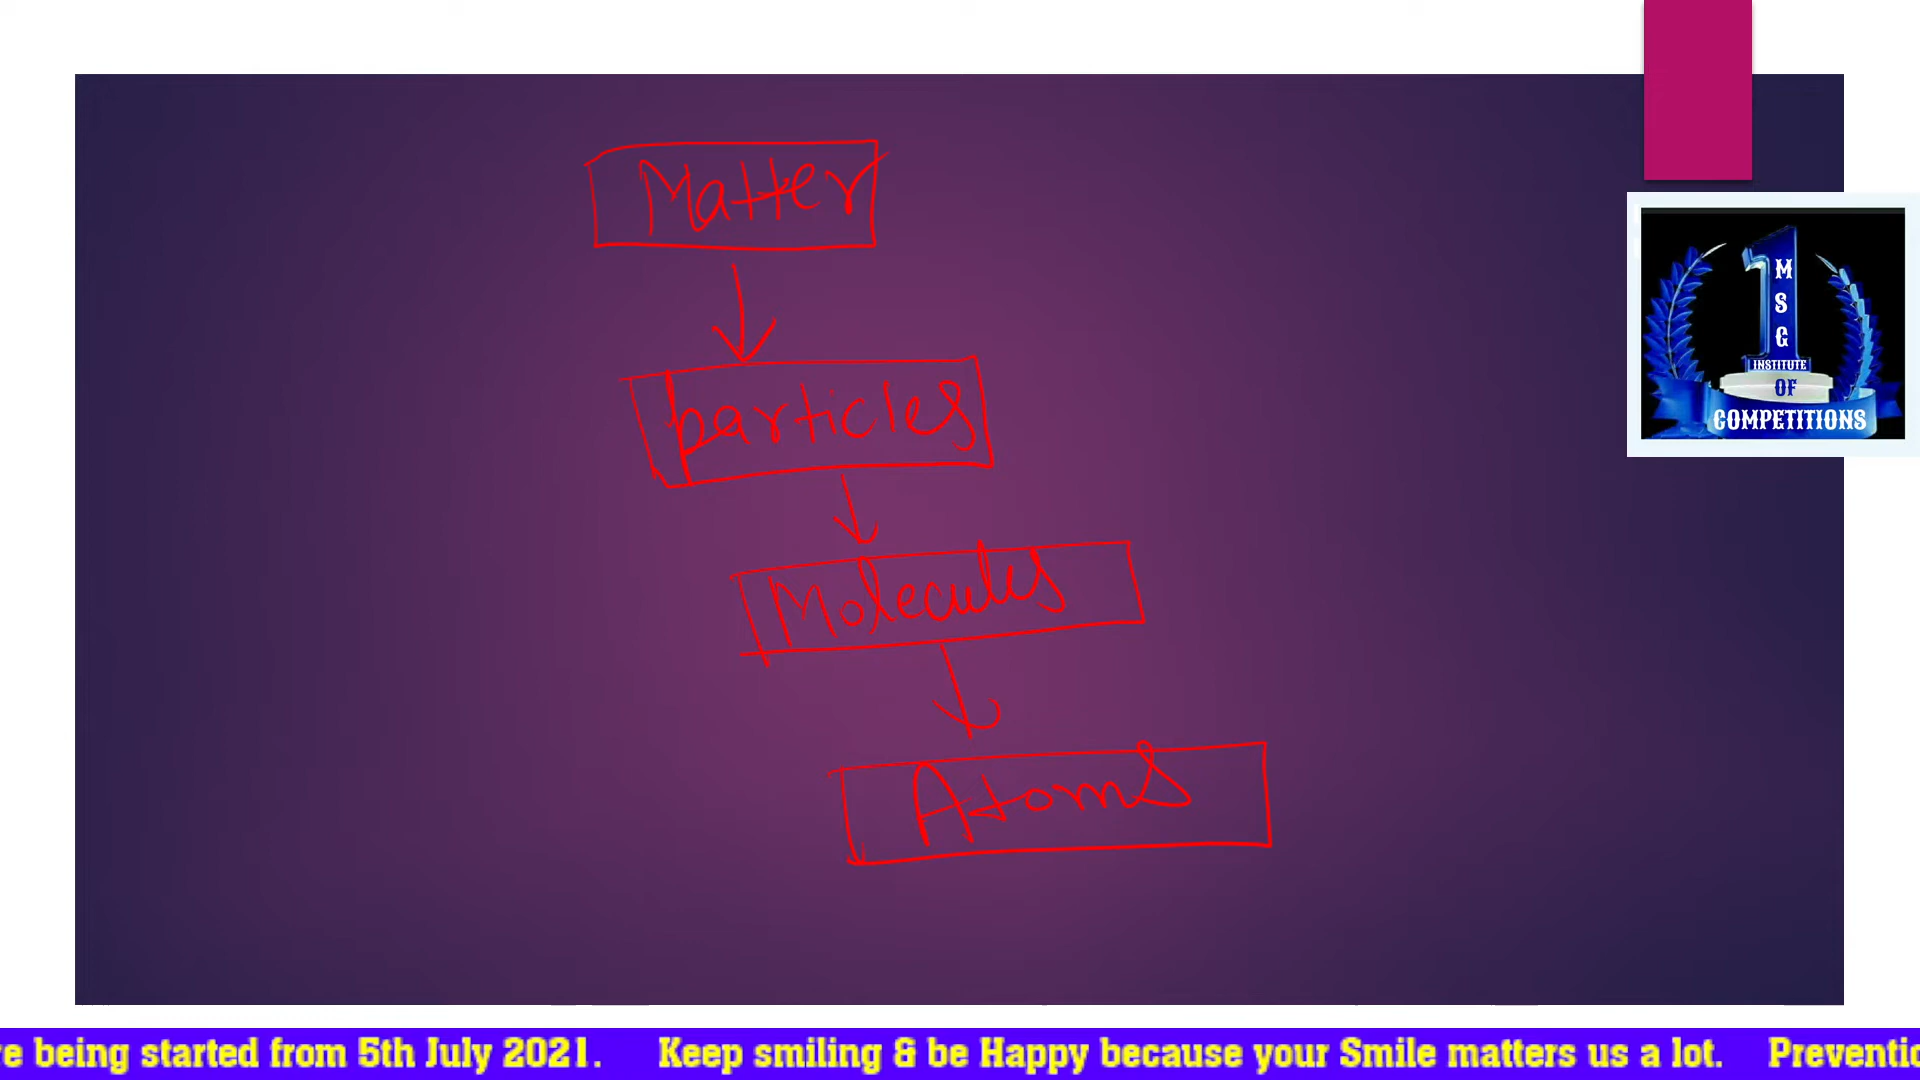 Matter
particles
Molecules
Atoms
M
S
G
INSTITUTE
OF
COMPETITIONS
being started from 5th July 2021. Keep smiling & be Happy because your Smile matters us a lot.